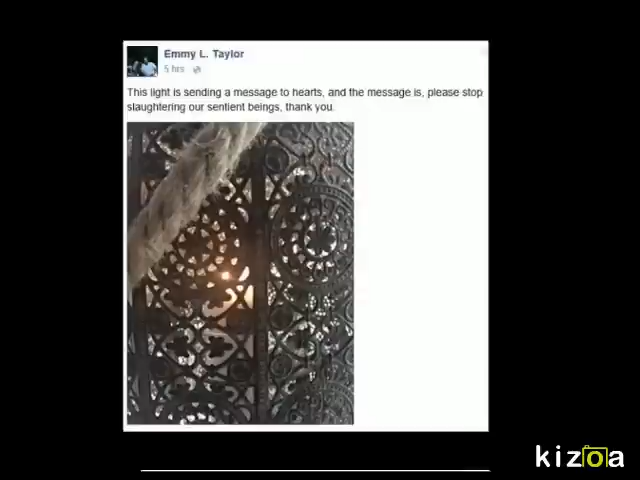 Emmy L. Taylor
5 hrs
This light is sending a message to hearts, and the message is, please stop
slaughtering our sentient beings, thank you.
kizoa